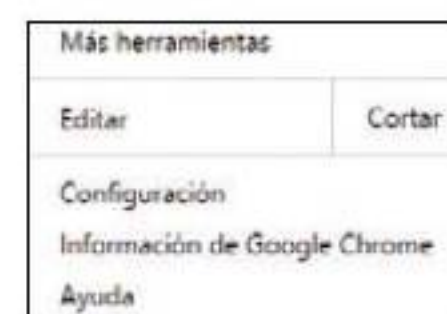 Más herramientas
Editar Cortar
Configuración
Información de Google Chrome
Ayuda